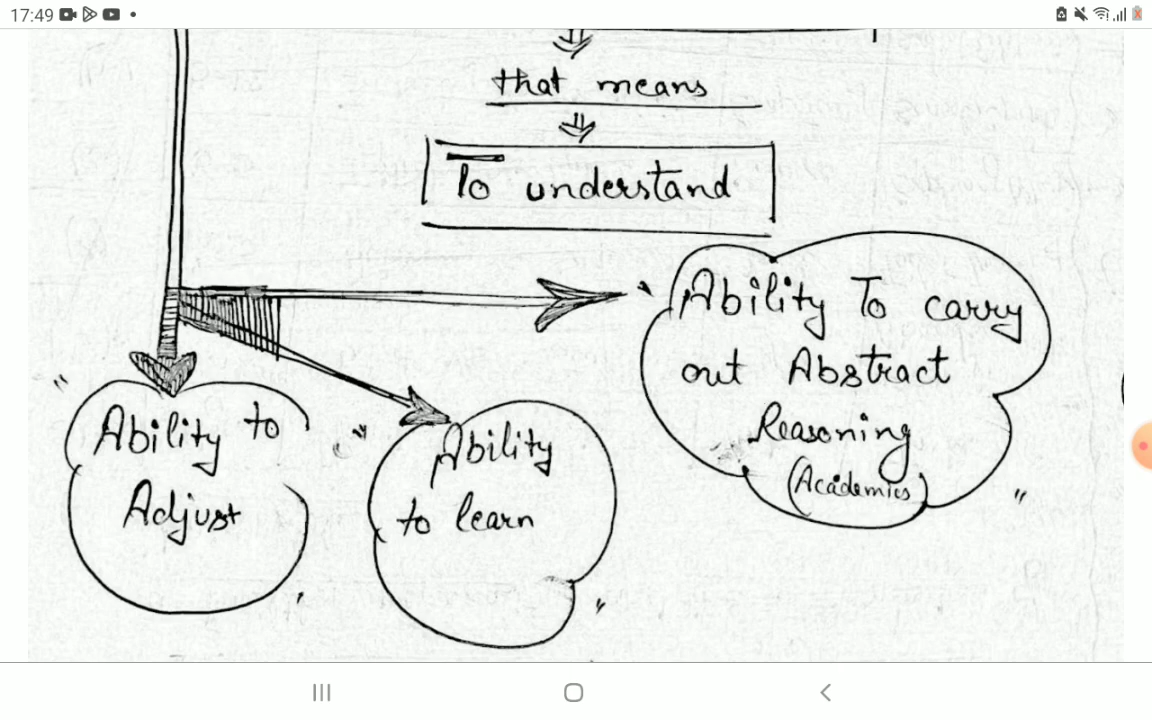 17:49
that means
To understand
Ability To carry
out Abstract
Reasoning
(Academics)
Ability to
Adjust
Ability
to learn